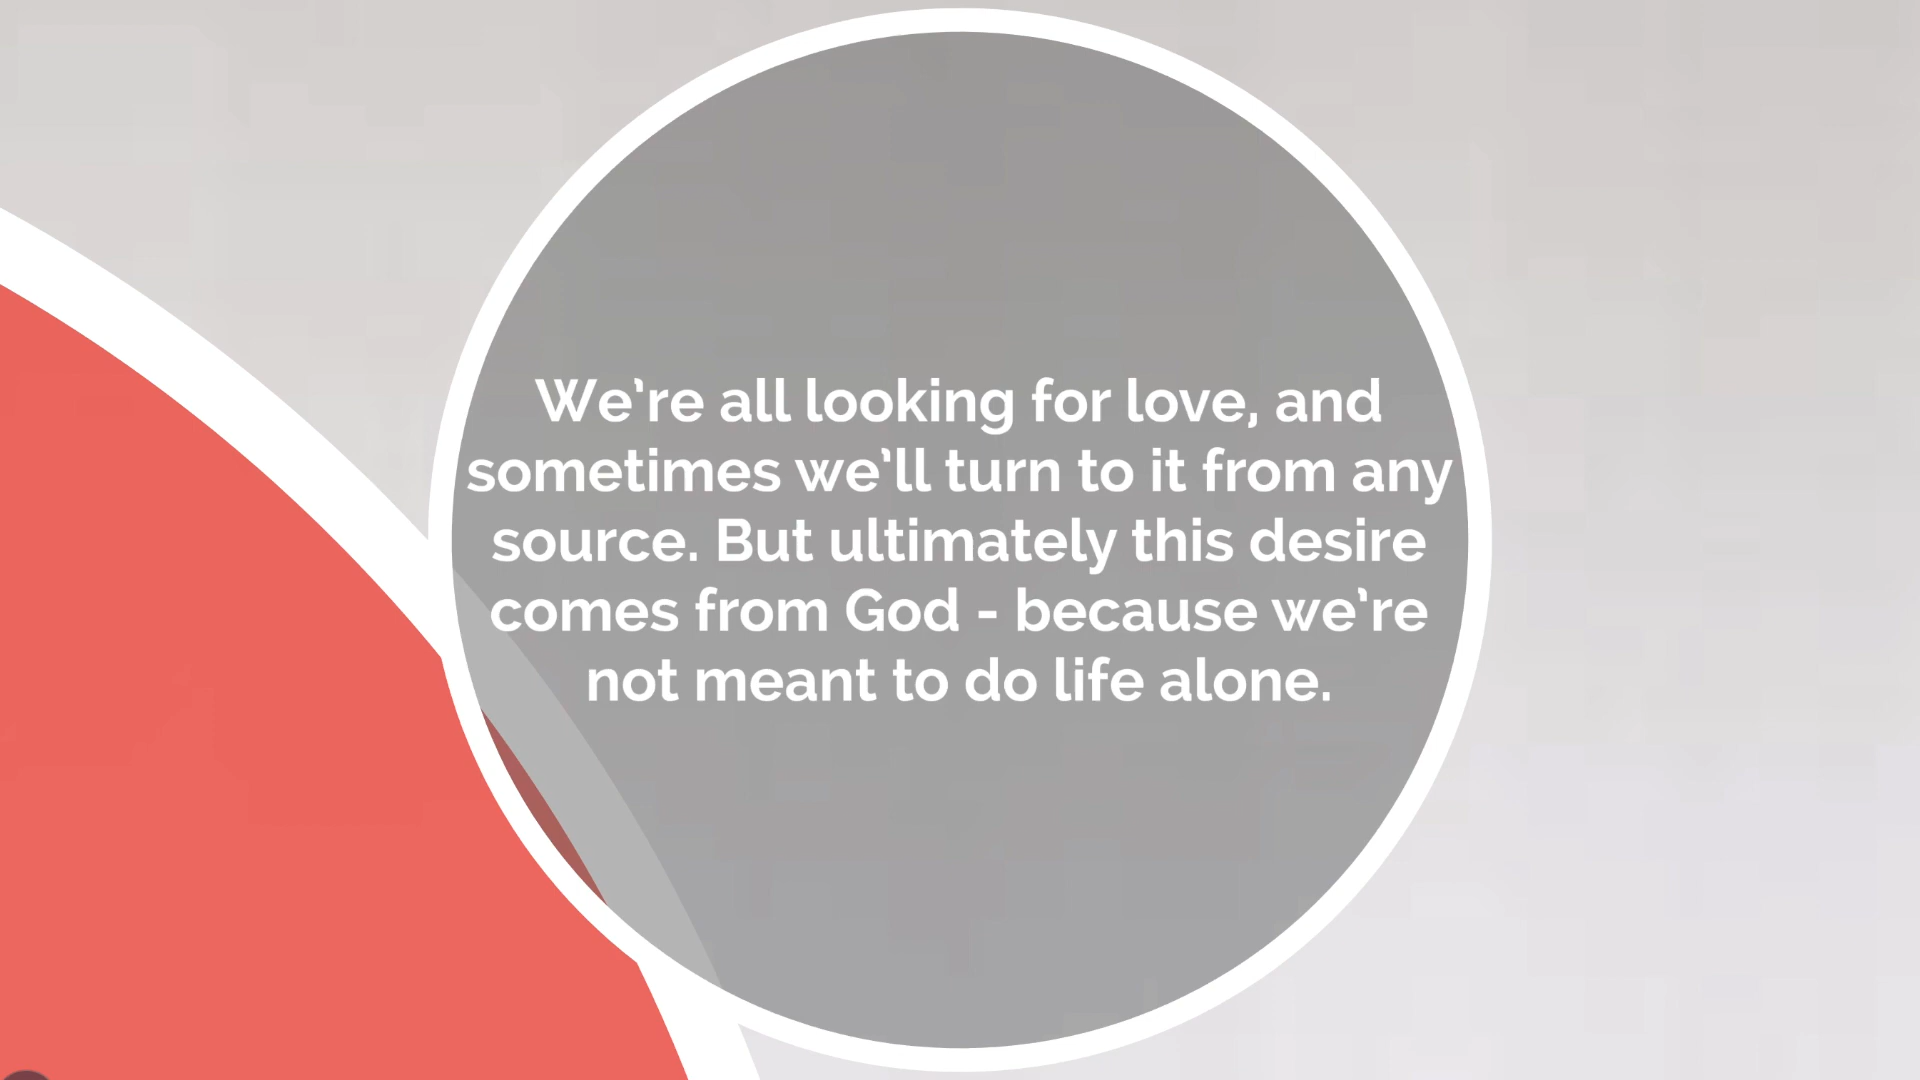 We’re all looking for love, and
sometimes we’ll turn to it from any
source. But ultimately this desire
comes from God - because we’re
not meant to do life alone.